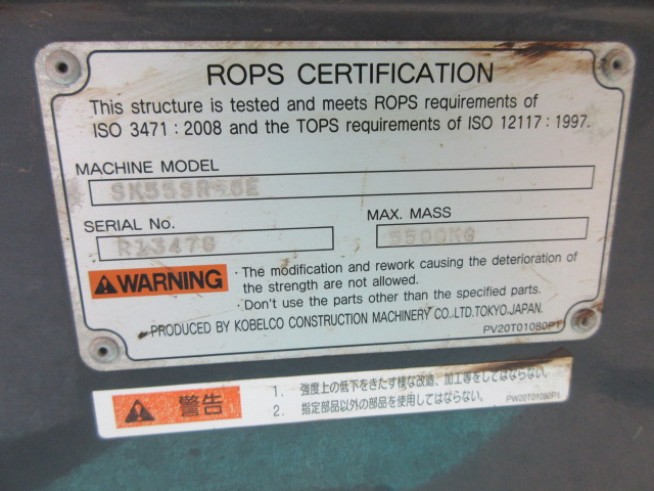 ROPS CERTIFICATION
This structure is tested and meets ROPS requirements of
ISO 3471 : 2008 and the TOPS requirements of ISO 12117 : 1997.
MACHINE MODEL
SERIAL No.
MAX. MASS
5500KG
WARNING
· The modification and rework causing the deterioration of
the strength are not allowed.
· Don't use the parts other than the specified parts.
PRODUCED BY KOBELCO CONSTRUCTION MACHINERY CO.,LTD.TOKYO,JAPAN.
PV20T01080P1
警告
1. 強度上の低下をきたす様な改造、加工等をしてはならない。
2. 指定部品以外の部品を使用してはならない。
PW20T01080P1